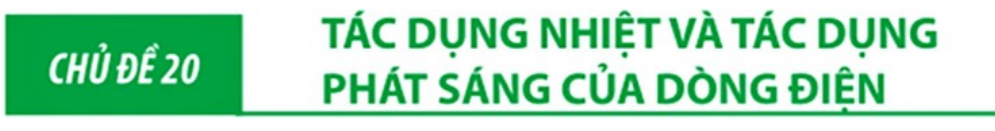 CHỦ ĐỀ 20
TÁC DỤNG NHIỆT VÀ TÁC DỤNG
PHÁT SÁNG CỦA DÒNG ĐIỆN